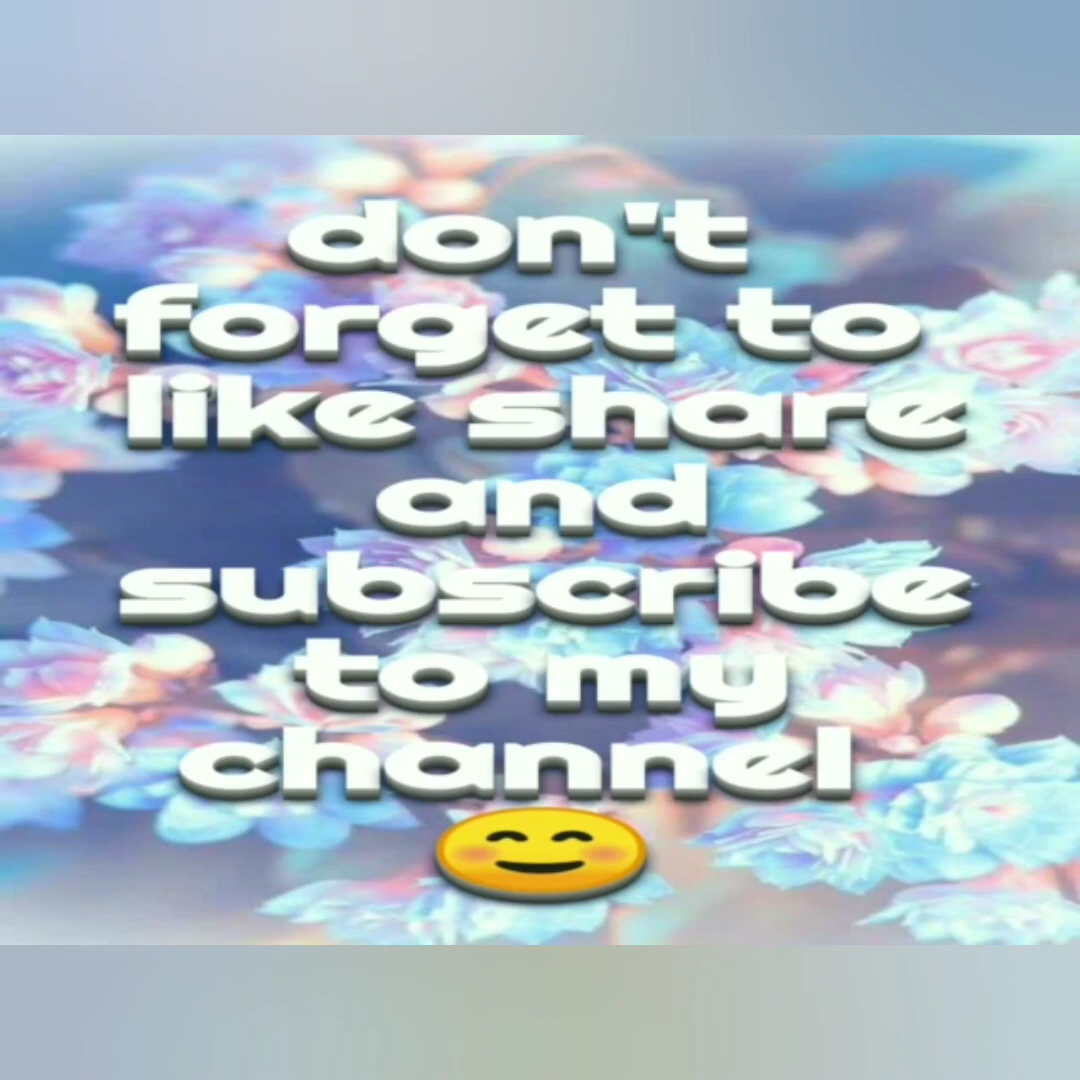 don't
forget to
like share
and
subscribe
to my
channel
😊